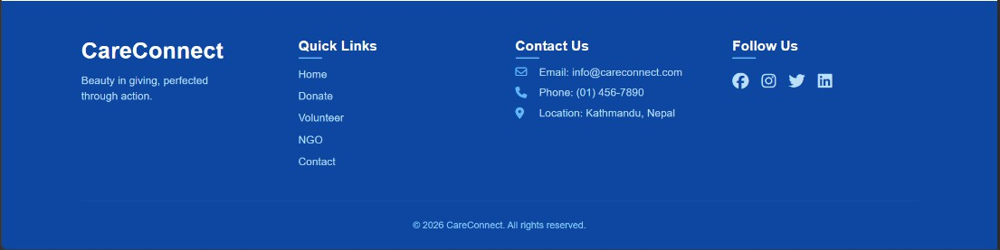 CareConnect
Beauty in giving, perfected
through action.
Quick Links
Home
Donate
Volunteer
NGO
Contact
Contact Us
Email: info@careconnect.com
Phone: (01) 456-7890
Location: Kathmandu, Nepal
Follow Us
© 2026 CareConnect. All rights reserved.